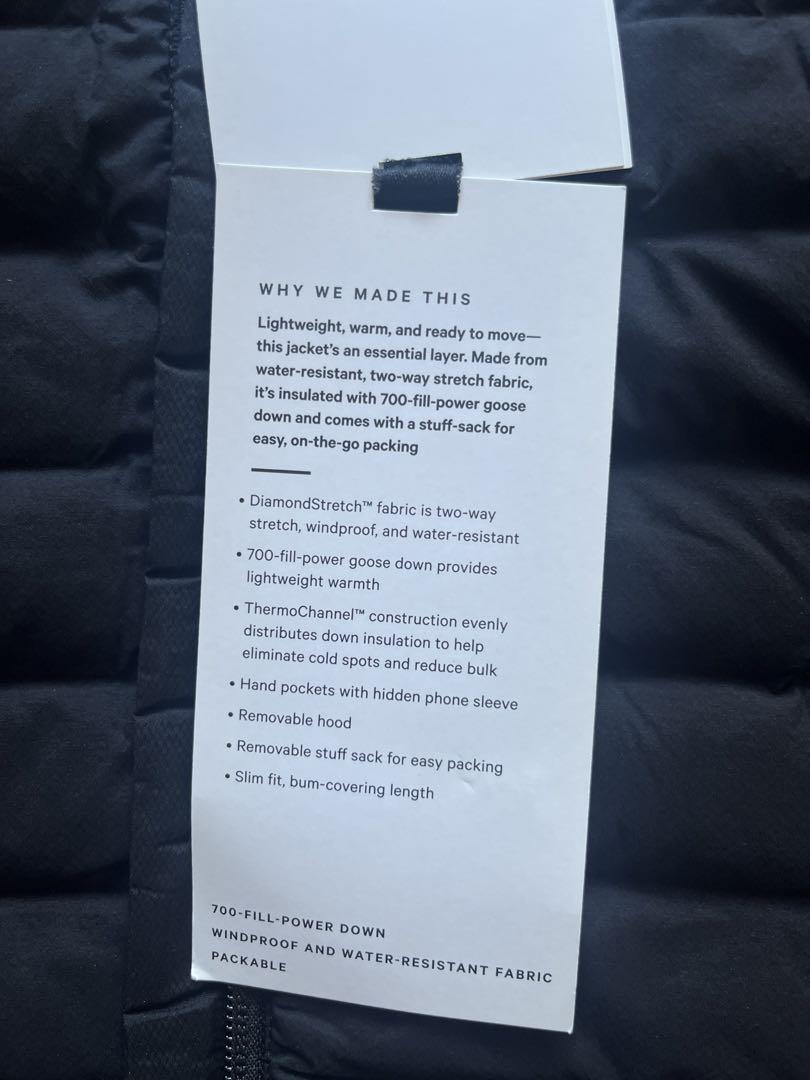 WHY WE MADE THIS
Lightweight, warm, and ready to move—
this jacket's an essential layer. Made from
water-resistant, two-way stretch fabric,
it's insulated with 700-fill-power goose
down and comes with a stuff-sack for
easy, on-the-go packing
• DiamondStretch™ fabric is two-way
stretch, windproof, and water-resistant
• 700-fill-power goose down provides
lightweight warmth
• ThermoChannel™ construction evenly
distributes down insulation to help
eliminate cold spots and reduce bulk
• Hand pockets with hidden phone sleeve
• Removable hood
• Removable stuff sack for easy packing
• Slim fit, bum-covering length
700-FILL-POWER DOWN
WINDPROOF AND WATER-RESISTANT FABRIC
PACKABLE